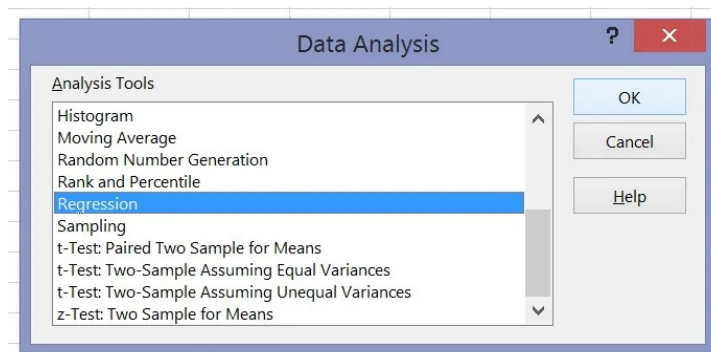 Data Analysis ?
Analysis Tools
Histogram
Moving Average
Random Number Generation
Rank and Percentile
Regression
Sampling
t-Test: Paired Two Sample for Means
t-Test: Two-Sample Assuming Equal Variances
t-Test: Two-Sample Assuming Unequal Variances
z-Test: Two Sample for Means
OK
Cancel
Help